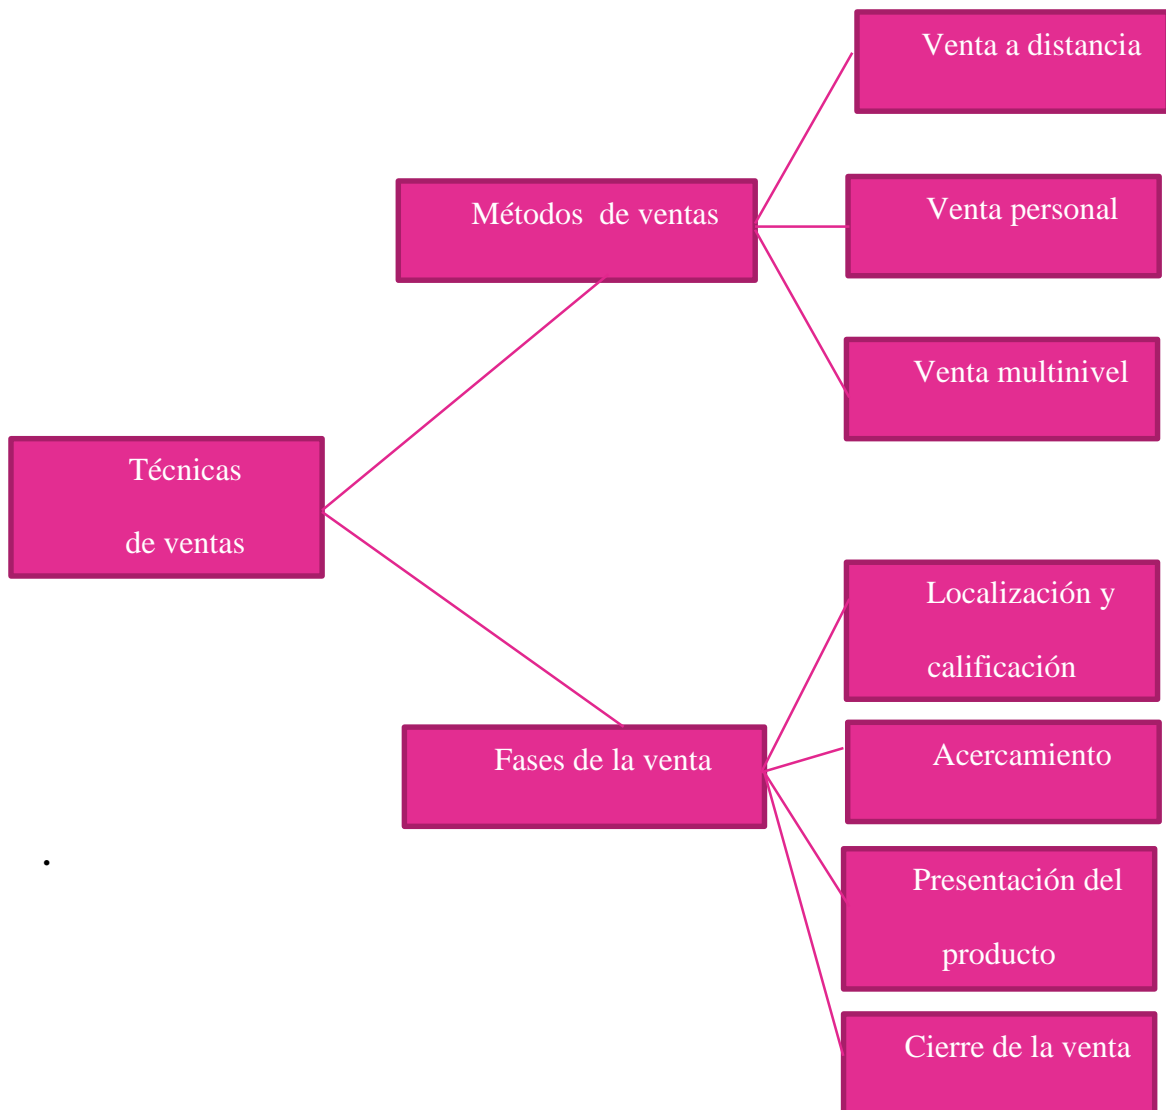 Venta a distancia
Métodos  de ventas
Venta personal
Venta multinivel
Técnicas
de ventas
Localización y
calificación
Fases de la venta
Acercamiento
.
Presentación del
producto
Cierre de la venta